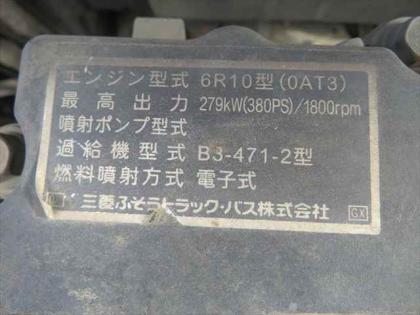 エンジン型式 6R10型(0AT3)
最高出力 279kW(380PS)/1800rpm
噴射ポンプ型式
過給機型式 B3-471-2型
燃料噴射方式 電子式
三菱ふそうトラック・バス株式会社 GX